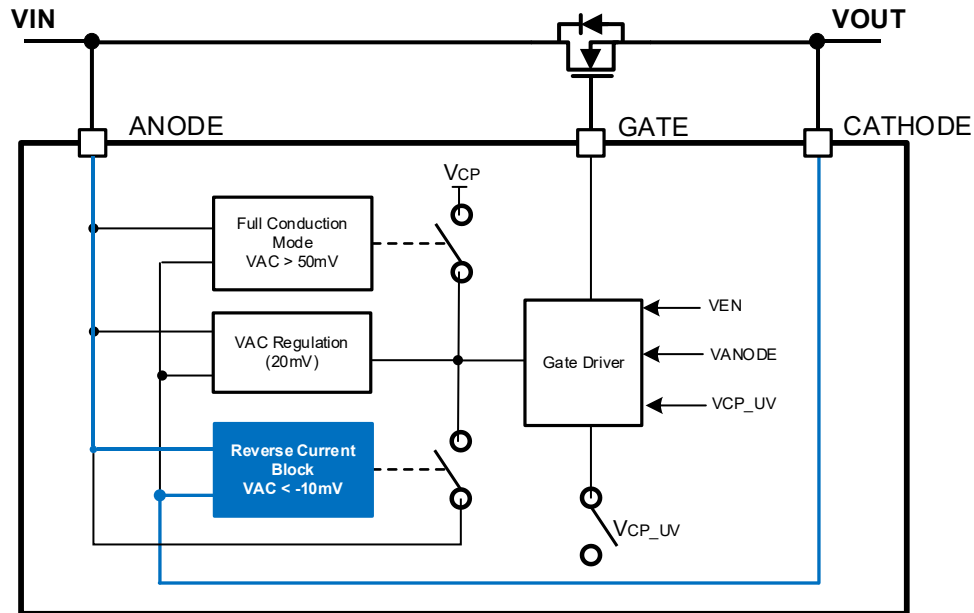 VIN
VOUT
ANODE
GATE
CATHODE
VCP
Full Conduction
Mode
VAC > 50mV
VEN
VAC Regulation
(20mV)
Gate Driver
VANODE
VCP_UV
Reverse Current
Block
VAC < -10mV
VCP_UV